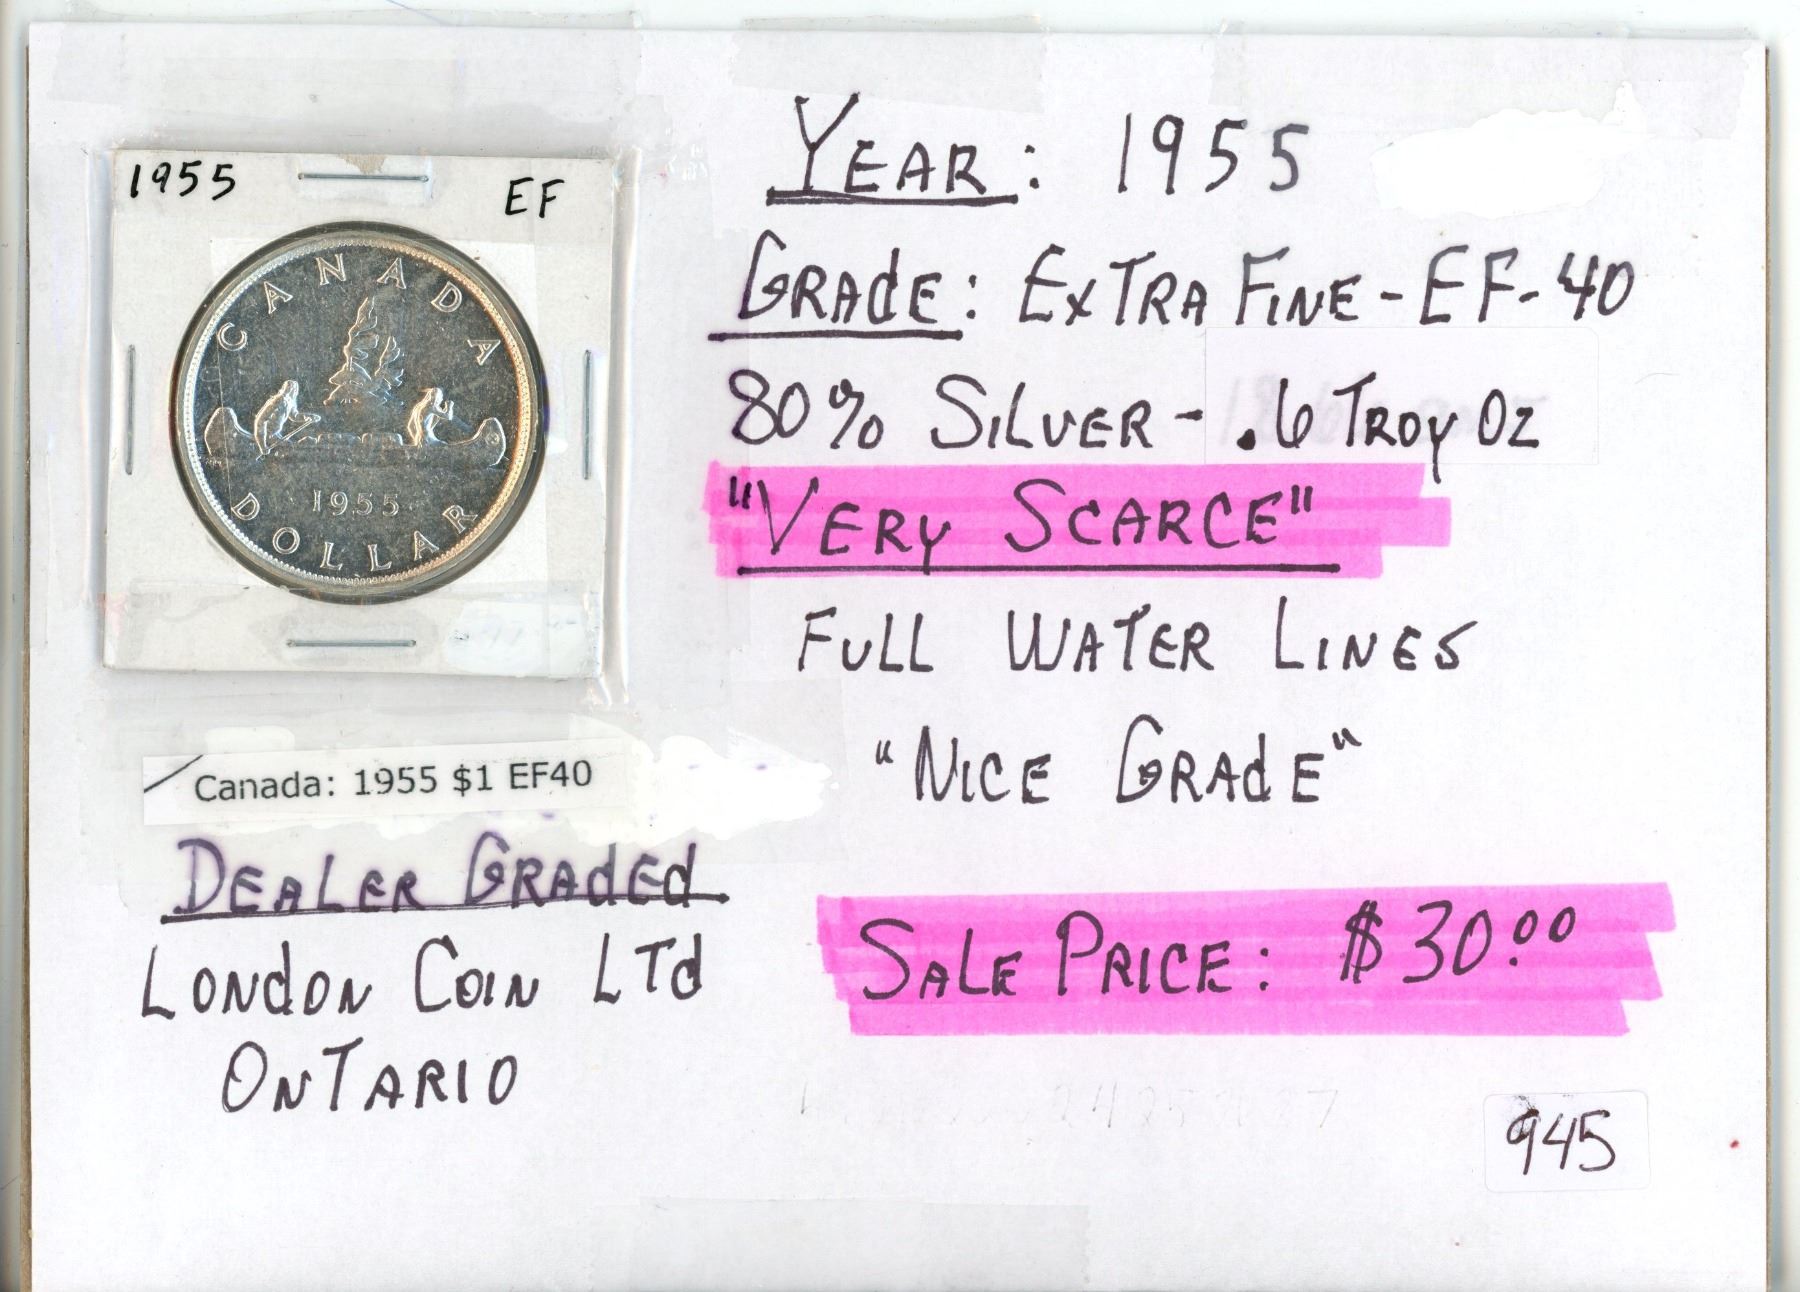 1955
EF
CANADA
1955
DOLLAR
Canada: 1955 $1 EF40
DEALER GRADEd
LONdON COIN LTd
ONTARIO
YEAR: 1955
GRAdE: EXTRA FINE - EF-40
80% SILVER - .6 TROY OZ
"VERY SCARCE"
FULL WATER LINES
"NICE GRAdE"
SALE PRICE: $30.00
945